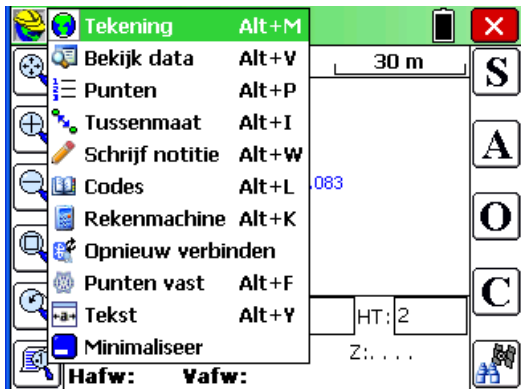 Tekening Alt+M
Bekijk data Alt+V
30 m
S
Punten Alt+P
Tussenmaat Alt+I
A
Schrijf notitie Alt+W
Codes Alt+L
.083
Rekenmachine Alt+K
O
Opnieuw verbinden
Punten vast Alt+F
C
Tekst Alt+Y
HT: 2
Minimaliseer
Z:. . . .
Hafw: Vafw: